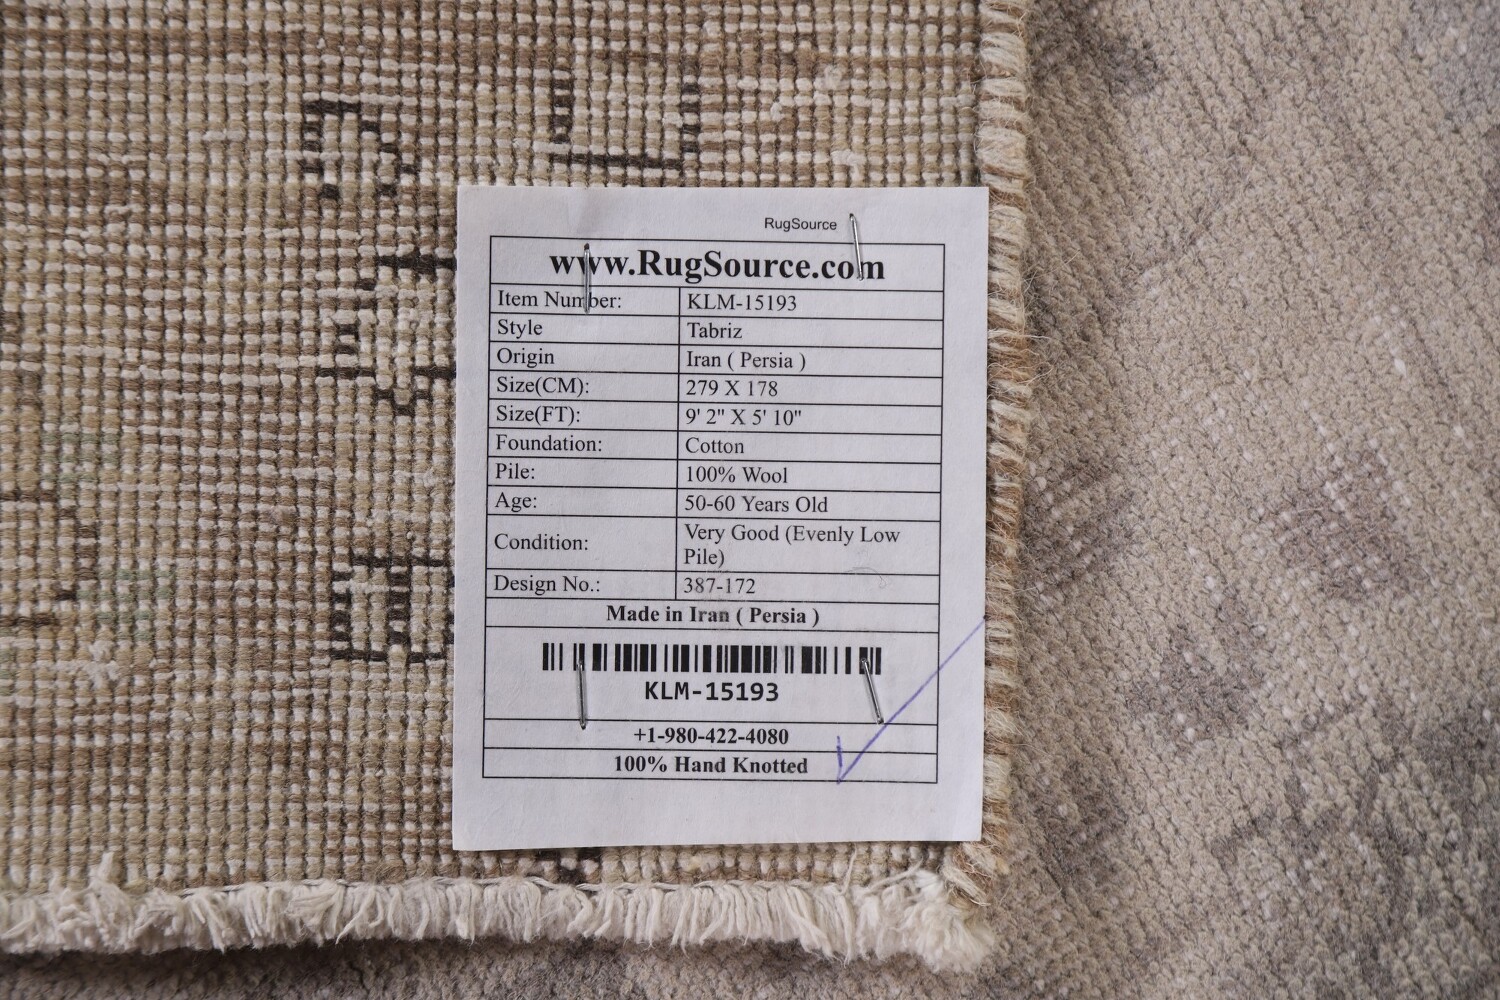 RugSource
www.RugSource.com
Item Number: KLM-15193
Style Tabriz
Origin Iran ( Persia )
Size(CM): 279 X 178
Size(FT): 9' 2" X 5' 10"
Foundation: Cotton
Pile: 100% Wool
Age: 50-60 Years Old
Condition: Very Good (Evenly Low
Pile)
Design No.: 387-172
Made in Iran ( Persia )
KLM-15193
+1-980-422-4080
100% Hand Knotted